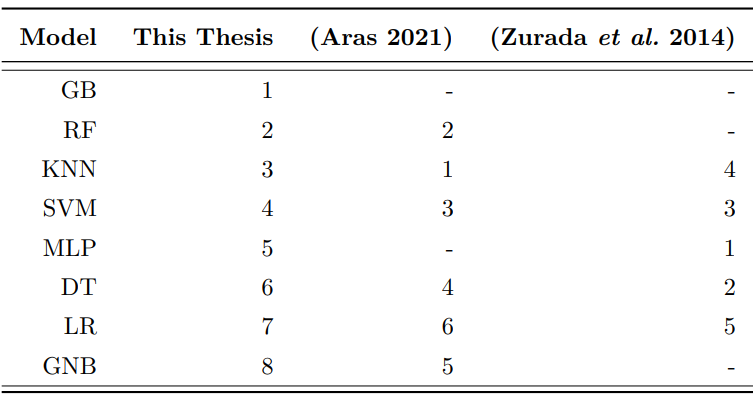 Model This Thesis (Aras 2021) (Zurada et al. 2014)
GB 1 - -
RF 2 2 -
KNN 3 1 4
SVM 4 3 3
MLP 5 - 1
DT 6 4 2
LR 7 6 5
GNB 8 5 -